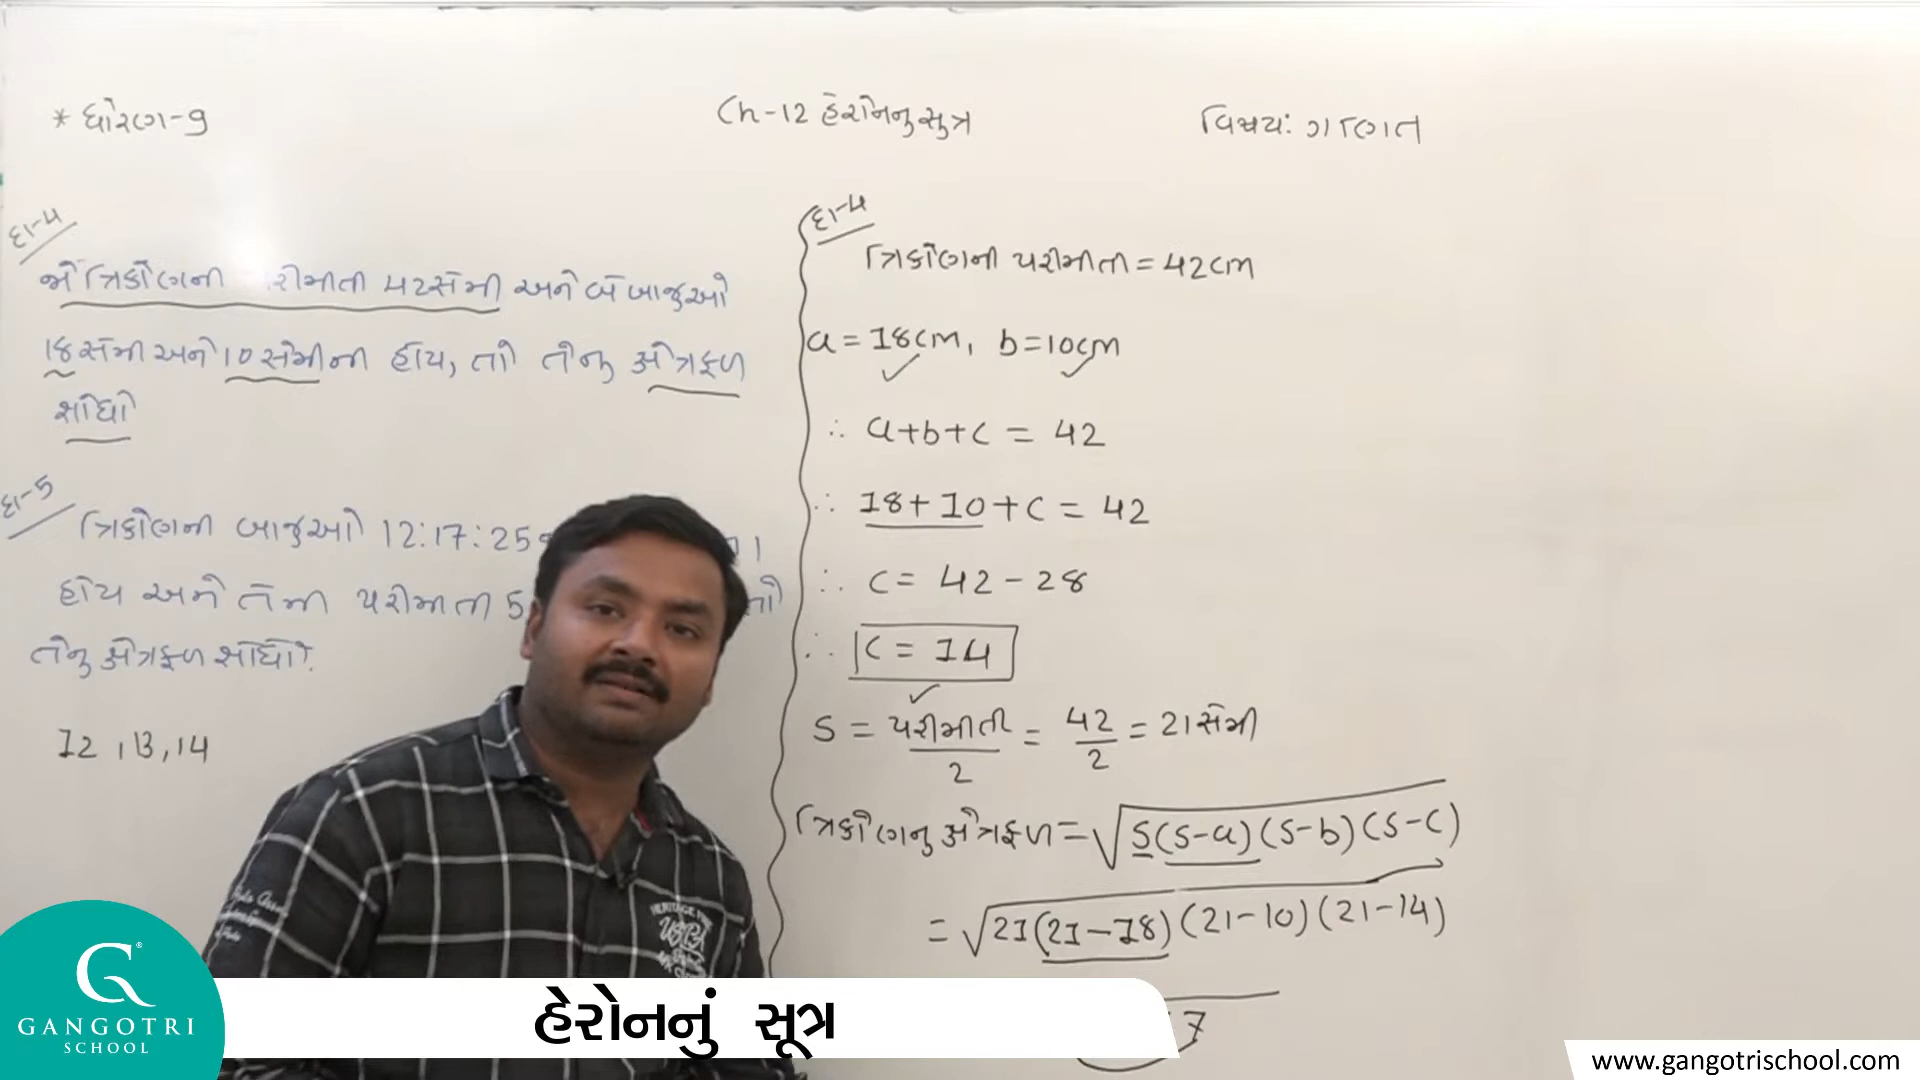 * ધોરણ-9
Ch-12 હેરોનનુ સુત્ર
વિષય: ગણિત
દા-4
જો ત્રિકોણની પરીમીતી 42સેમી અને બે બાજુઓ
18સેમી અને 10 સેમીની હોય, તો તેનુ ક્ષેત્રફળ
શોધો
દા-5
ત્રિકોણની બાજુઓ 12:17:25
હોય અને તેની પરીમીતી 5 તો
તેનુ ક્ષેત્રફળ શોધો.
12, 13, 14
દા-4
ત્રિકોણની પરીમીતી = 42cm
a = 18cm, b=10cm
∴ a+b+c = 42
∴ 18+10+c = 42
∴ c = 42-28
∴ c = 14
S = પરીમીતી/2 = 42/2 = 21સેમી
ત્રિકોણનુ ક્ષેત્રફળ = √S(S-a)(S-b)(S-c)
= √21(21-18)(21-10)(21-14)
7
હેરોનનું સૂત્ર
G
GANGOTRI
SCHOOL
www.gangotrischool.com